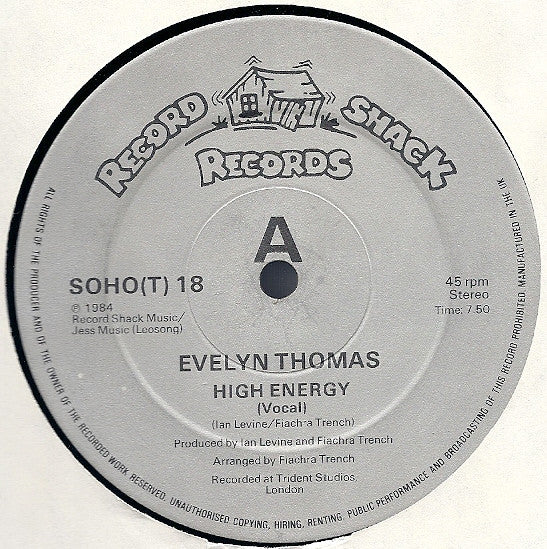 RECORD SHACK
RECORDS
A
SOHO(T) 18
℗ 1984
Record Shack Music/
Jess Music (Leosong)
45 rpm
Stereo
Time; 7 50
EVELYN THOMAS
HIGH ENERGY
(Vocal)
(Ian Levine/Fiachra Trench)
Produced by Ian Levine and Fiachra Trench
Arranged by Fiachra Trench
Recorded at Trident Studios,
London
ALL RIGHTS OF THE PRODUCER AND OF THE OWNER OF THE RECORDED WORK RESERVED. UNAUTHORISED COPYING, HIRING, RENTING, PUBLIC PERFORMANCE AND BROADCASTING OF THIS RECORD PROHIBITED MANUFACTURED IN THE UK